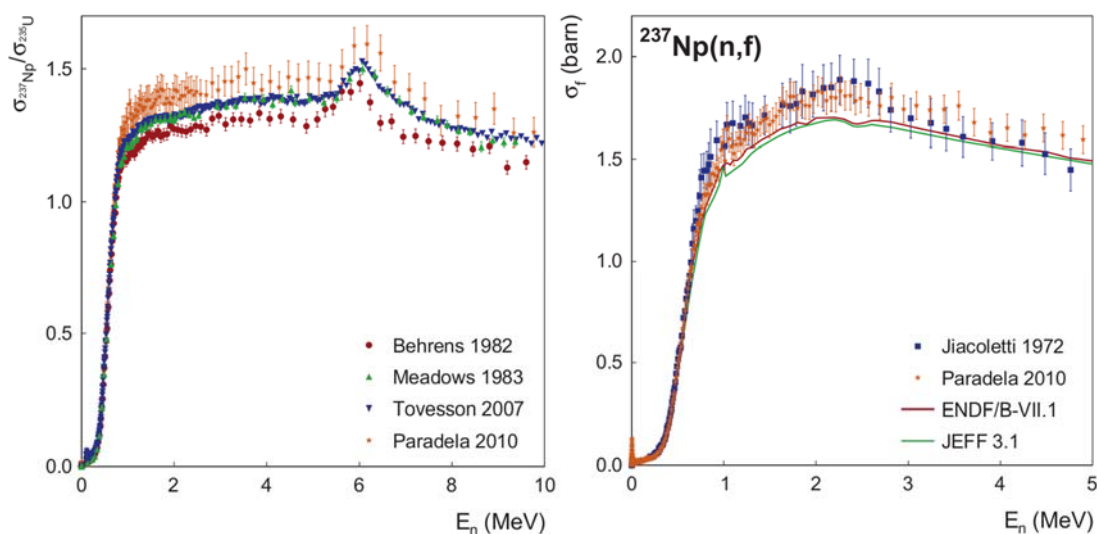 σ237Np/σ235U
1.5
1.0
0.5
0.0
0 2 4 6 8 10
En (MeV)
Behrens 1982
Meadows 1983
Tovesson 2007
Paradela 2010
237Np(n,f)
σf (barn)
2.0
1.5
1.0
0.5
0.0
0 1 2 3 4 5
En (MeV)
Jiacoletti 1972
Paradela 2010
ENDF/B-VII.1
JEFF 3.1